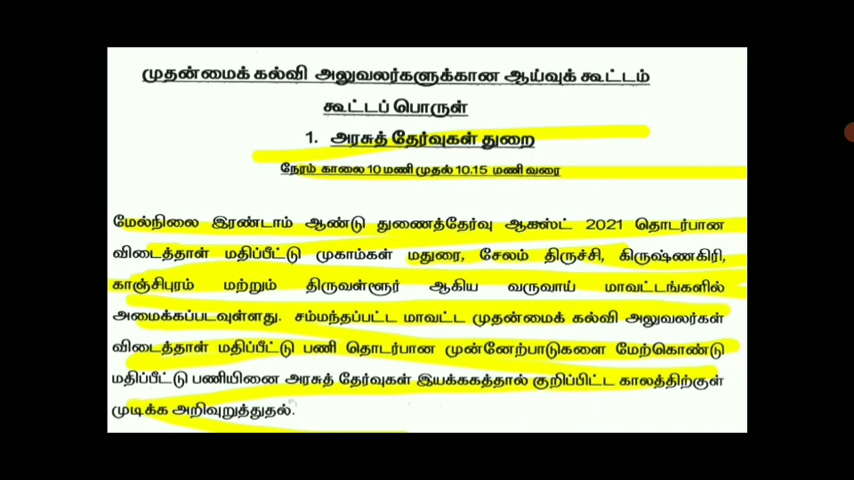 முதன்மைக் கல்வி அலுவலர்களுக்கான ஆய்வுக் கூட்டம்
கூட்டப் பொருள்
1. அரசுத் தேர்வுகள் துறை
நேரம் காலை 10 மணி முதல் 10.15 மணி வரை
மேல்நிலை இரண்டாம் ஆண்டு துணைத்தேர்வு ஆகஸ்ட் 2021 தொடர்பான
விடைத்தாள் மதிப்பீட்டு முகாம்கள் மதுரை, சேலம் திருச்சி, கிருஷ்ணகிரி,
காஞ்சிபுரம் மற்றும் திருவள்ளூர் ஆகிய வருவாய் மாவட்டங்களில்
அமைக்கப்படவுள்ளது. சம்மந்தப்பட்ட மாவட்ட முதன்மைக் கல்வி அலுவலர்கள்
விடைத்தாள் மதிப்பீட்டு பணி தொடர்பான முன்னேற்பாடுகளை மேற்கொண்டு
மதிப்பீட்டு பணியினை அரசுத் தேர்வுகள் இயக்ககத்தால் குறிப்பிட்ட காலத்திற்குள்
முடிக்க அறிவுறுத்துதல்.